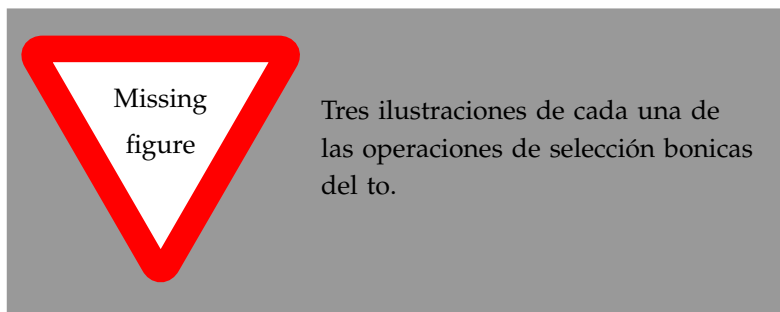 Missing
figure
Tres ilustraciones de cada una de
las operaciones de selección bonicas
del to.